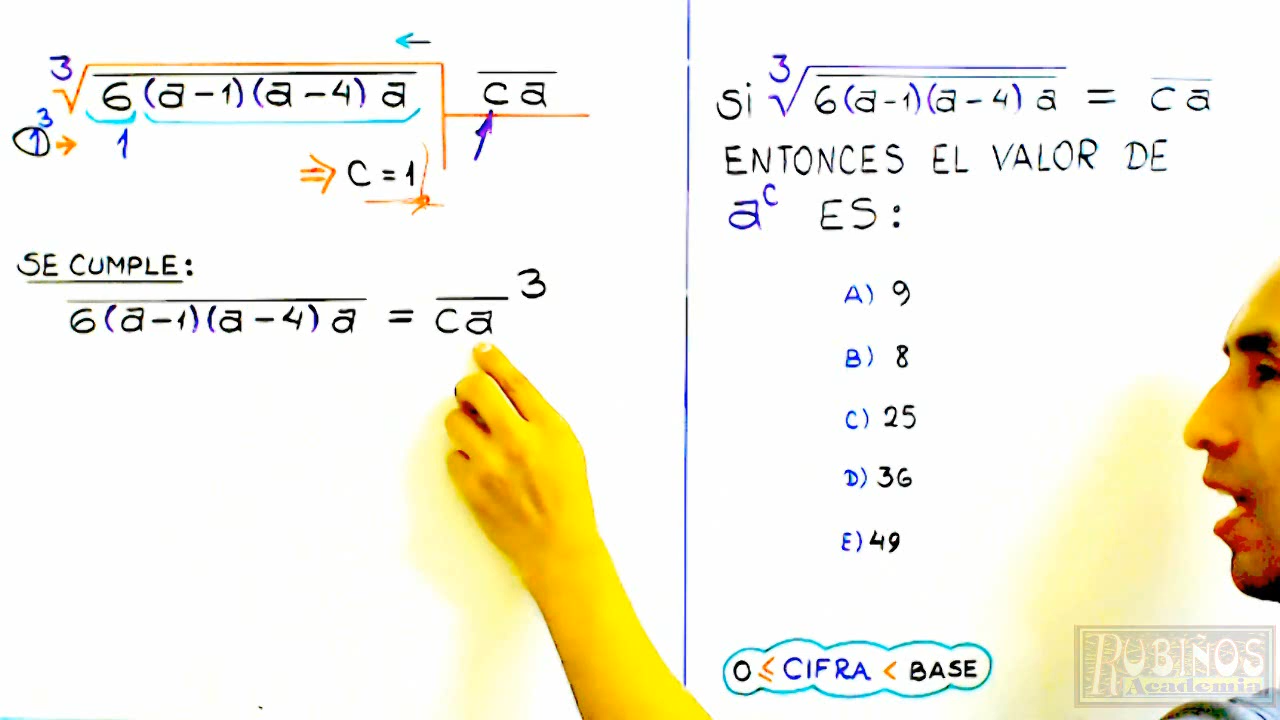 ³√6(a-1)(a-4)a ca
1³ → 1
⇒ C = 1
SE CUMPLE:
6(a-1)(a-4)a = ca³
Si ³√6(a-1)(a-4)a = ca
ENTONCES EL VALOR DE
aᶜ ES:
A) 9
B) 8
C) 25
D) 36
E) 49
0 ≤ CIFRA < BASE
RUBIÑOS
Academia